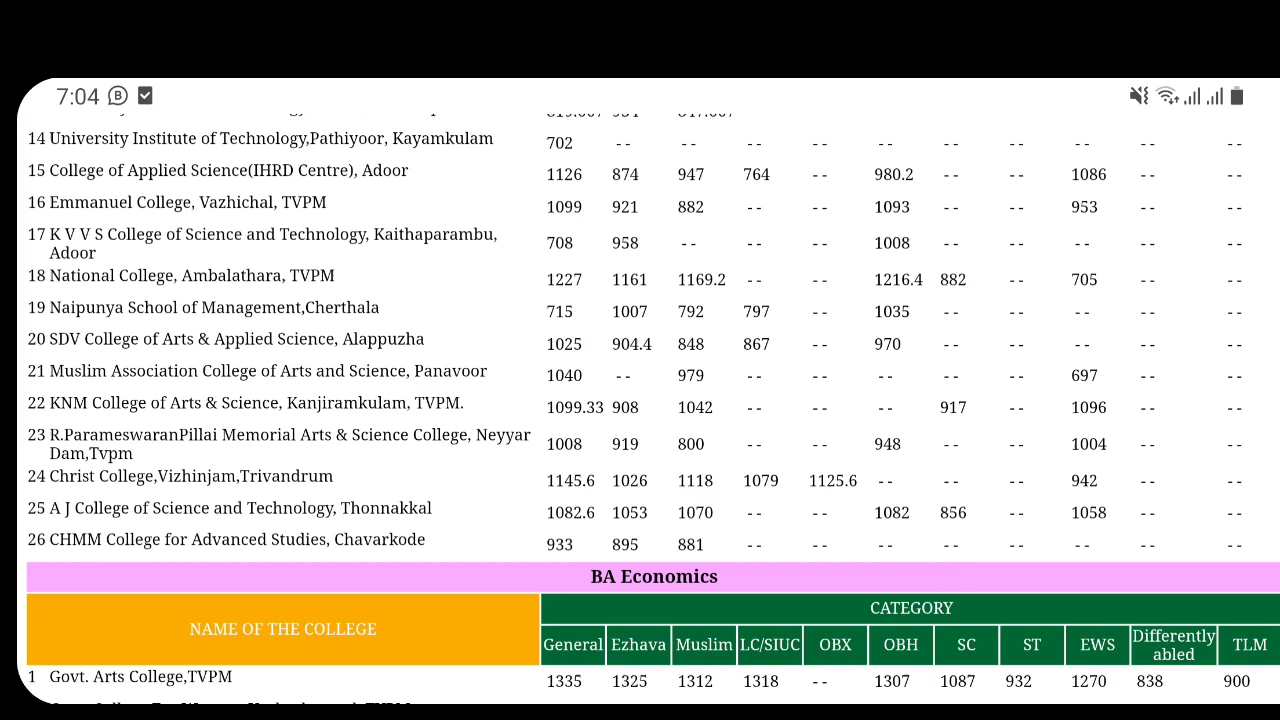 7:04
14 University Institute of Technology,Pathiyoor, Kayamkulam 702 -- -- -- -- -- -- -- -- -- --
15 College of Applied Science(IHRD Centre), Adoor 1126 874 947 764 -- 980.2 -- -- 1086 -- --
16 Emmanuel College, Vazhichal, TVPM 1099 921 882 -- -- 1093 -- -- 953 -- --
17 K V V S College of Science and Technology, Kaithaparambu, 708 958 -- -- -- 1008 -- -- -- -- --
Adoor
18 National College, Ambalathara, TVPM 1227 1161 1169.2 -- -- 1216.4 882 -- 705 -- --
19 Naipunya School of Management,Cherthala 715 1007 792 797 -- 1035 -- -- -- -- --
20 SDV College of Arts & Applied Science, Alappuzha 1025 904.4 848 867 -- 970 -- -- -- -- --
21 Muslim Association College of Arts and Science, Panavoor 1040 -- 979 -- -- -- -- -- 697 -- --
22 KNM College of Arts & Science, Kanjiramkulam, TVPM. 1099.33 908 1042 -- -- -- 917 -- 1096 -- --
23 R.ParameswaranPillai Memorial Arts & Science College, Neyyar 1008 919 800 -- -- 948 -- -- 1004 -- --
Dam,Tvpm
24 Christ College,Vizhinjam,Trivandrum 1145.6 1026 1118 1079 1125.6 -- -- -- 942 -- --
25 A J College of Science and Technology, Thonnakkal 1082.6 1053 1070 -- -- 1082 856 -- 1058 -- --
26 CHMM College for Advanced Studies, Chavarkode 933 895 881 -- -- -- -- -- -- -- --
BA Economics
NAME OF THE COLLEGE
CATEGORY
General Ezhava Muslim LC/SIUC OBX OBH SC ST EWS Differently abled TLM
1 Govt. Arts College,TVPM 1335 1325 1312 1318 -- 1307 1087 932 1270 838 900